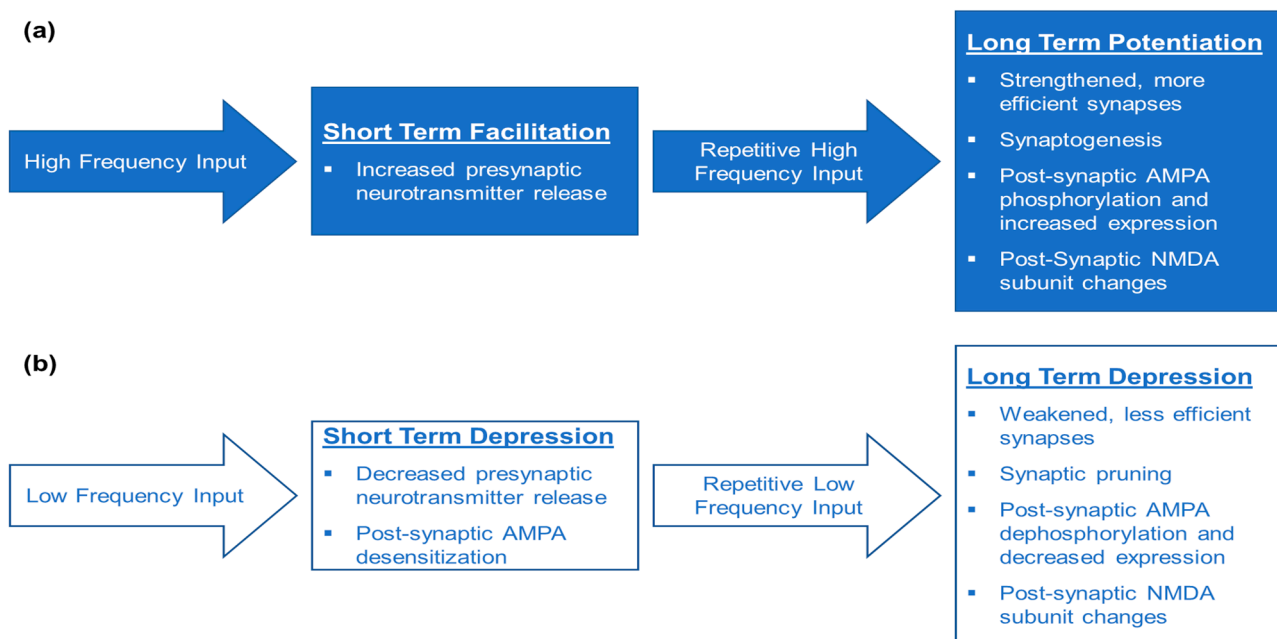 (a)
High Frequency Input
Short Term Facilitation
▪ Increased presynaptic
neurotransmitter release
Repetitive High
Frequency Input
Long Term Potentiation
▪ Strengthened, more
efficient synapses
▪ Synaptogenesis
▪ Post-synaptic AMPA
phosphorylation and
increased expression
▪ Post-Synaptic NMDA
subunit changes
(b)
Low Frequency Input
Short Term Depression
▪ Decreased presynaptic
neurotransmitter release
▪ Post-synaptic AMPA
desensitization
Repetitive Low
Frequency Input
Long Term Depression
▪ Weakened, less efficient
synapses
▪ Synaptic pruning
▪ Post-synaptic AMPA
dephosphorylation and
decreased expression
▪ Post-synaptic NMDA
subunit changes